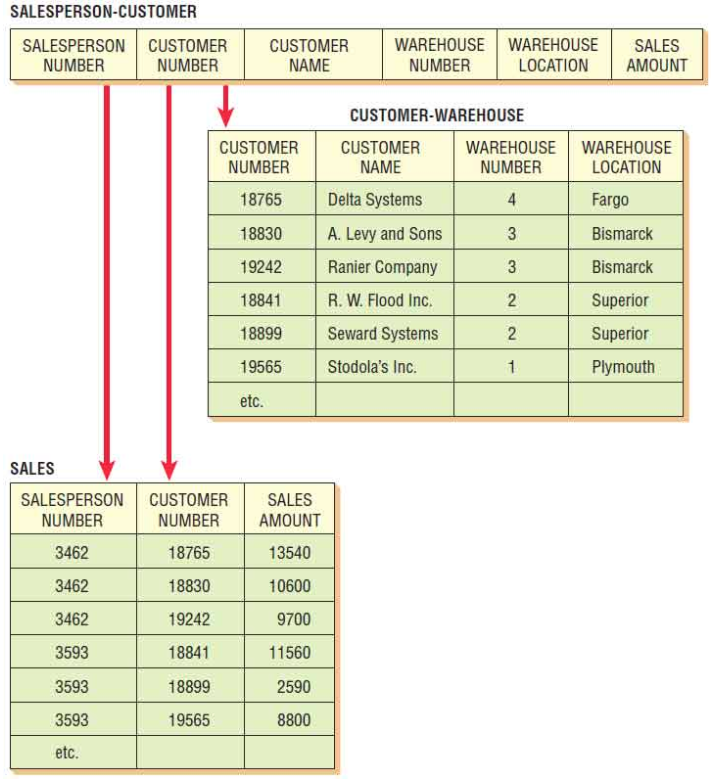 SALESPERSON-CUSTOMER
SALESPERSON NUMBER CUSTOMER NUMBER CUSTOMER NAME WAREHOUSE NUMBER WAREHOUSE LOCATION SALES AMOUNT
CUSTOMER-WAREHOUSE
CUSTOMER NUMBER CUSTOMER NAME WAREHOUSE NUMBER WAREHOUSE LOCATION
18765 Delta Systems 4 Fargo
18830 A. Levy and Sons 3 Bismarck
19242 Ranier Company 3 Bismarck
18841 R. W. Flood Inc. 2 Superior
18899 Seward Systems 2 Superior
19565 Stodola's Inc. 1 Plymouth
etc.
SALES
SALESPERSON NUMBER CUSTOMER NUMBER SALES AMOUNT
3462 18765 13540
3462 18830 10600
3462 19242 9700
3593 18841 11560
3593 18899 2590
3593 19565 8800
etc.